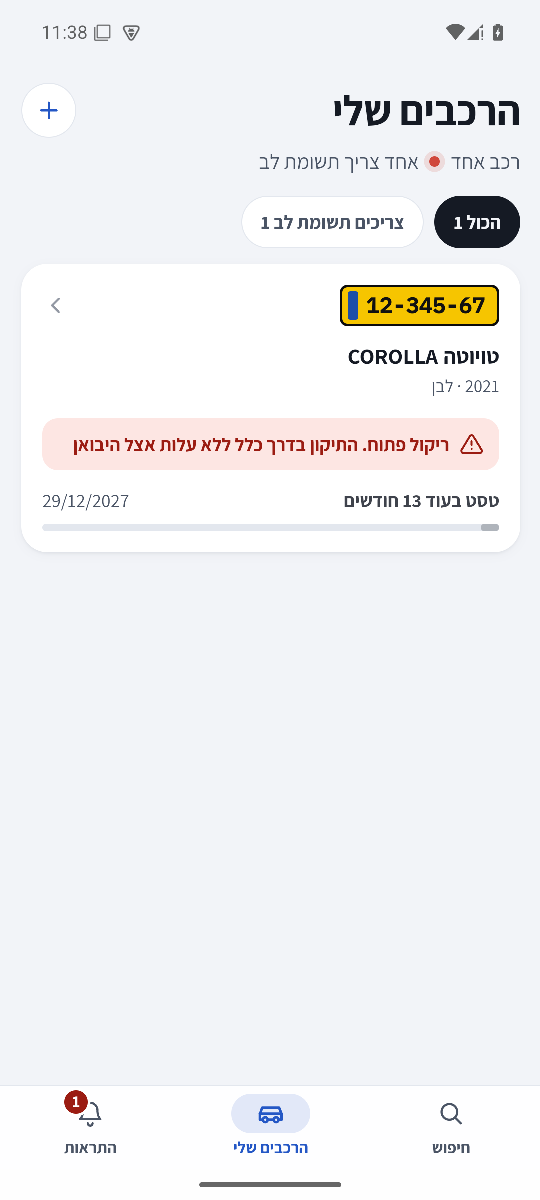 11:38
הרכבים שלי
רכב אחד אחד צריך תשומת לב
הכול 1
צריכים תשומת לב 1
12-345-67
טויוטה COROLLA
2021 · לבן
ריקול פתוח. התיקון בדרך כלל ללא עלות אצל היבואן
טסט בעוד 13 חודשים
29/12/2027
חיפוש
הרכבים שלי
1
התראות